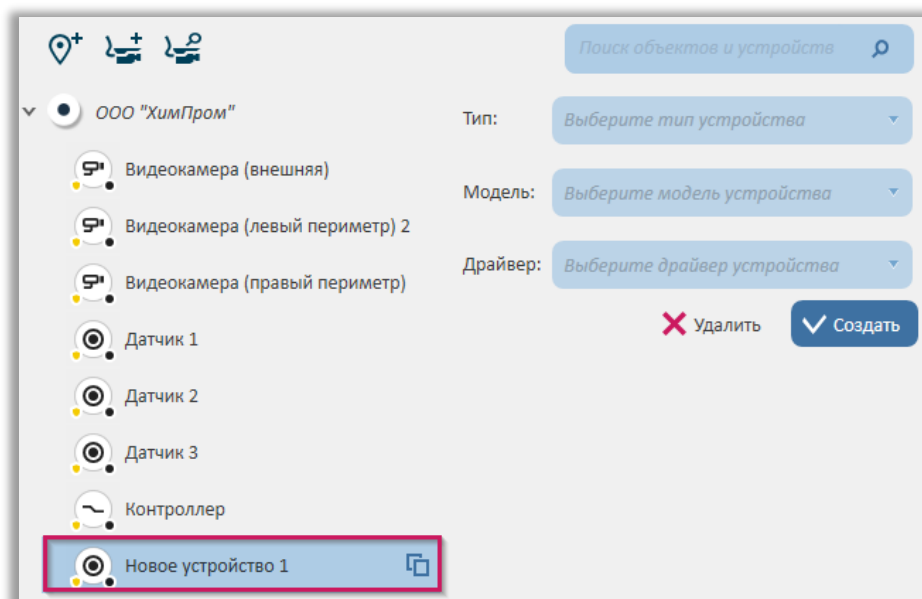 Поиск объектов и устройств
ООО "ХимПром"
Тип:
Выберите тип устройства
Видеокамера (внешняя)
Модель:
Выберите модель устройства
Видеокамера (левый периметр) 2
Драйвер:
Выберите драйвер устройства
Видеокамера (правый периметр)
Удалить
Создать
Датчик 1
Датчик 2
Датчик 3
Контроллер
Новое устройство 1